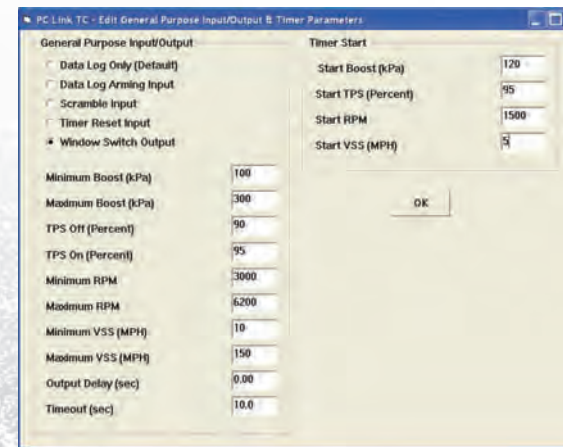 PC Link TC - Edit General Purpose Input/Output & Timer Parameters
General Purpose Input/Output
Data Log Only (Default)
Data Log Arming Input
Scramble Input
Timer Reset Input
Window Switch Output
Minimum Boost (kPa) 100
Maximum Boost (kPa) 300
TPS Off (Percent) 90
TPS On (Percent) 95
Minimum RPM 3000
Maximum RPM 6200
Minimum VSS (MPH) 10
Maximum VSS (MPH) 150
Output Delay (sec) 0.00
Timeout (sec) 10.0
Timer Start
Start Boost (kPa) 120
Start TPS (Percent) 95
Start RPM 1500
Start VSS (MPH) 5
OK